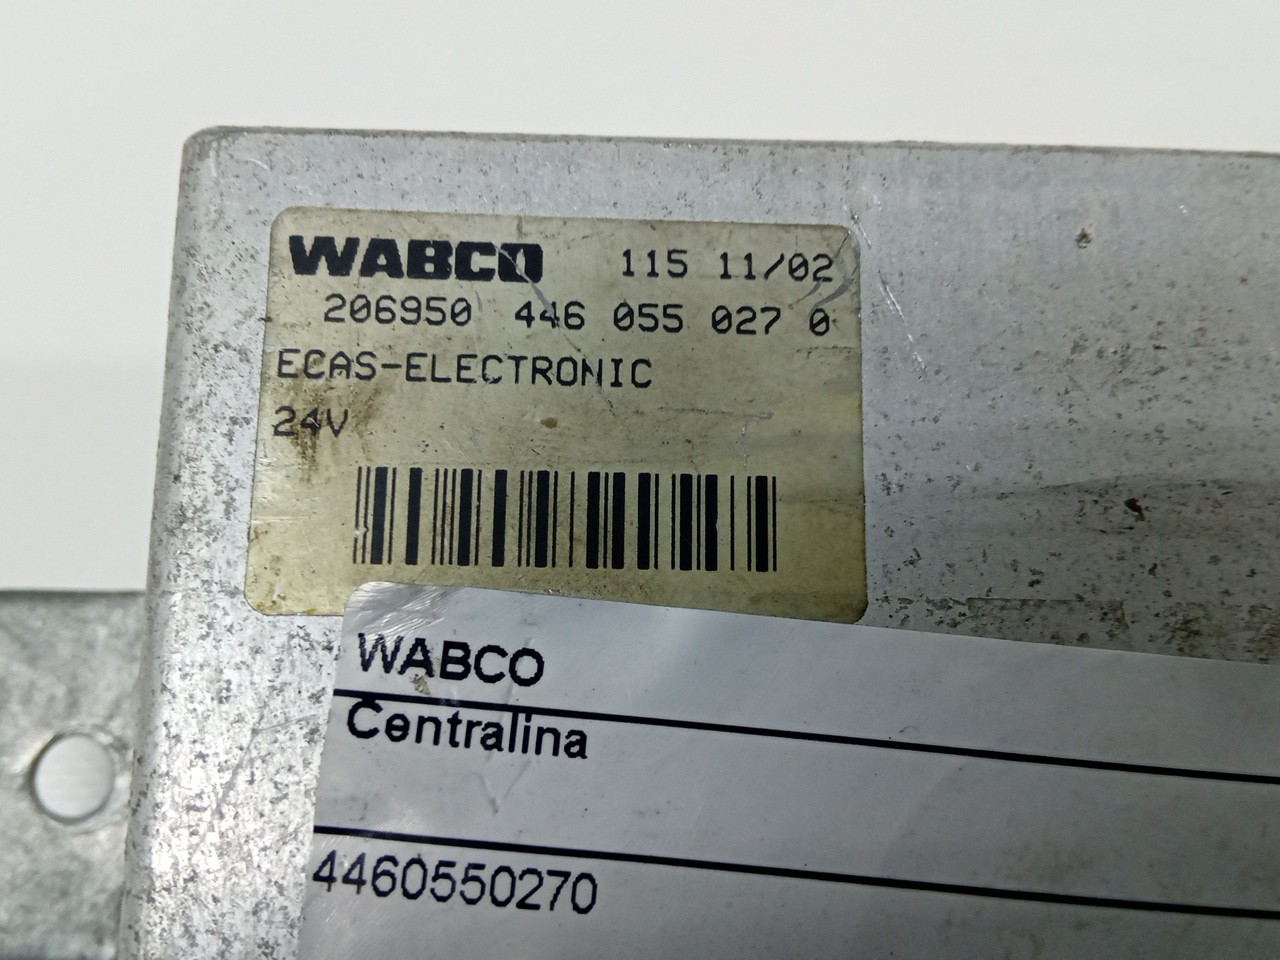 WABCO 115 11/02
206950 446 055 027 0
ECAS-ELECTRONIC
24V
WABCO
Centralina
4460550270